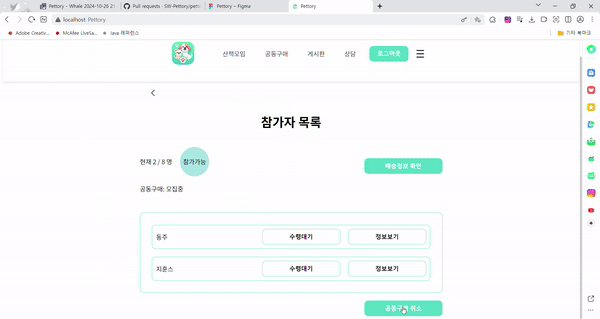 Pettory - Whale 2024-10-26 21
Pull requests · SW-Pettory/pett
Pettory – Figma
Pettory
localhost Pettory
Adobe Creativ...
McAfee LiveSa...
Java 레퍼런스
기타 북마크
산책모임
공동구매
게시판
상담
로그아웃
참가자 목록
현재 2 / 8 명
참가가능
배송정보 확인
공동구매: 모집중
동주
수령대기
정보보기
지훈스
수령대기
정보보기
공동구매 취소